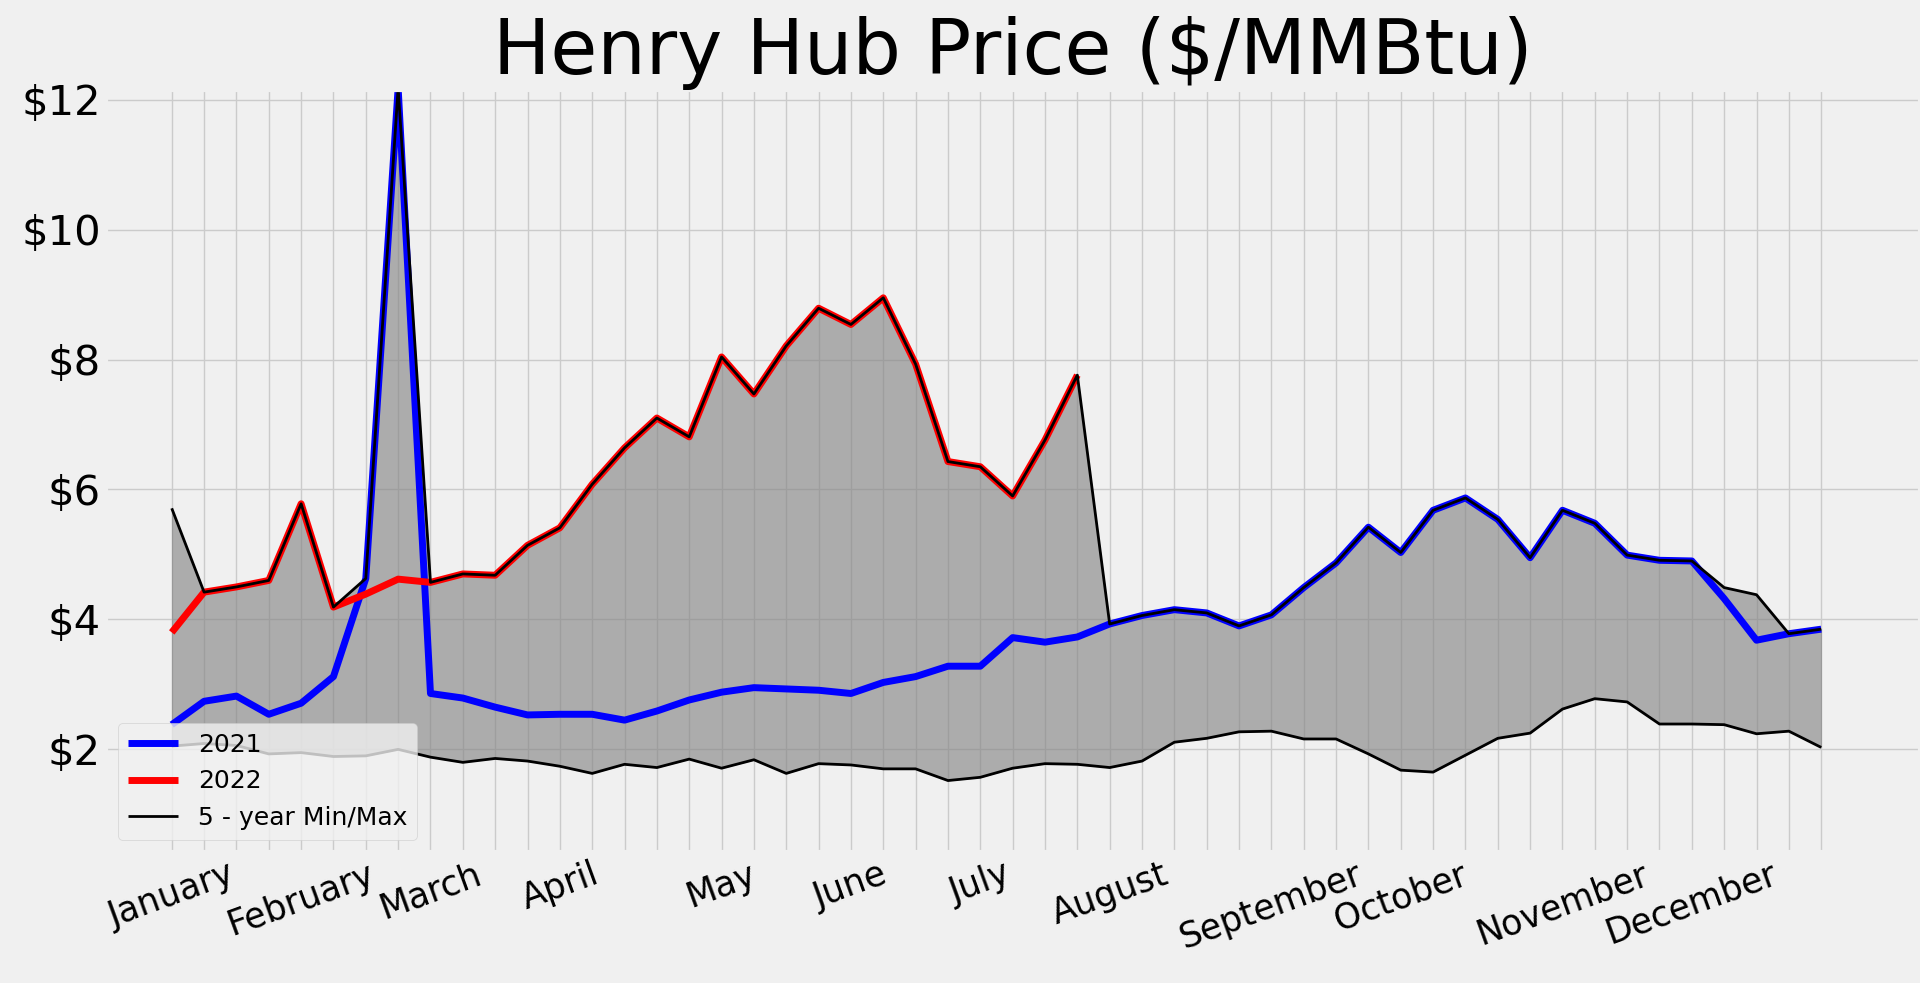 Henry Hub Price ($/MMBtu)
$12
$10
$8
$6
$4
$2
2021
2022
5 - year Min/Max
January
February
March
April
May
June
July
August
September
October
November
December